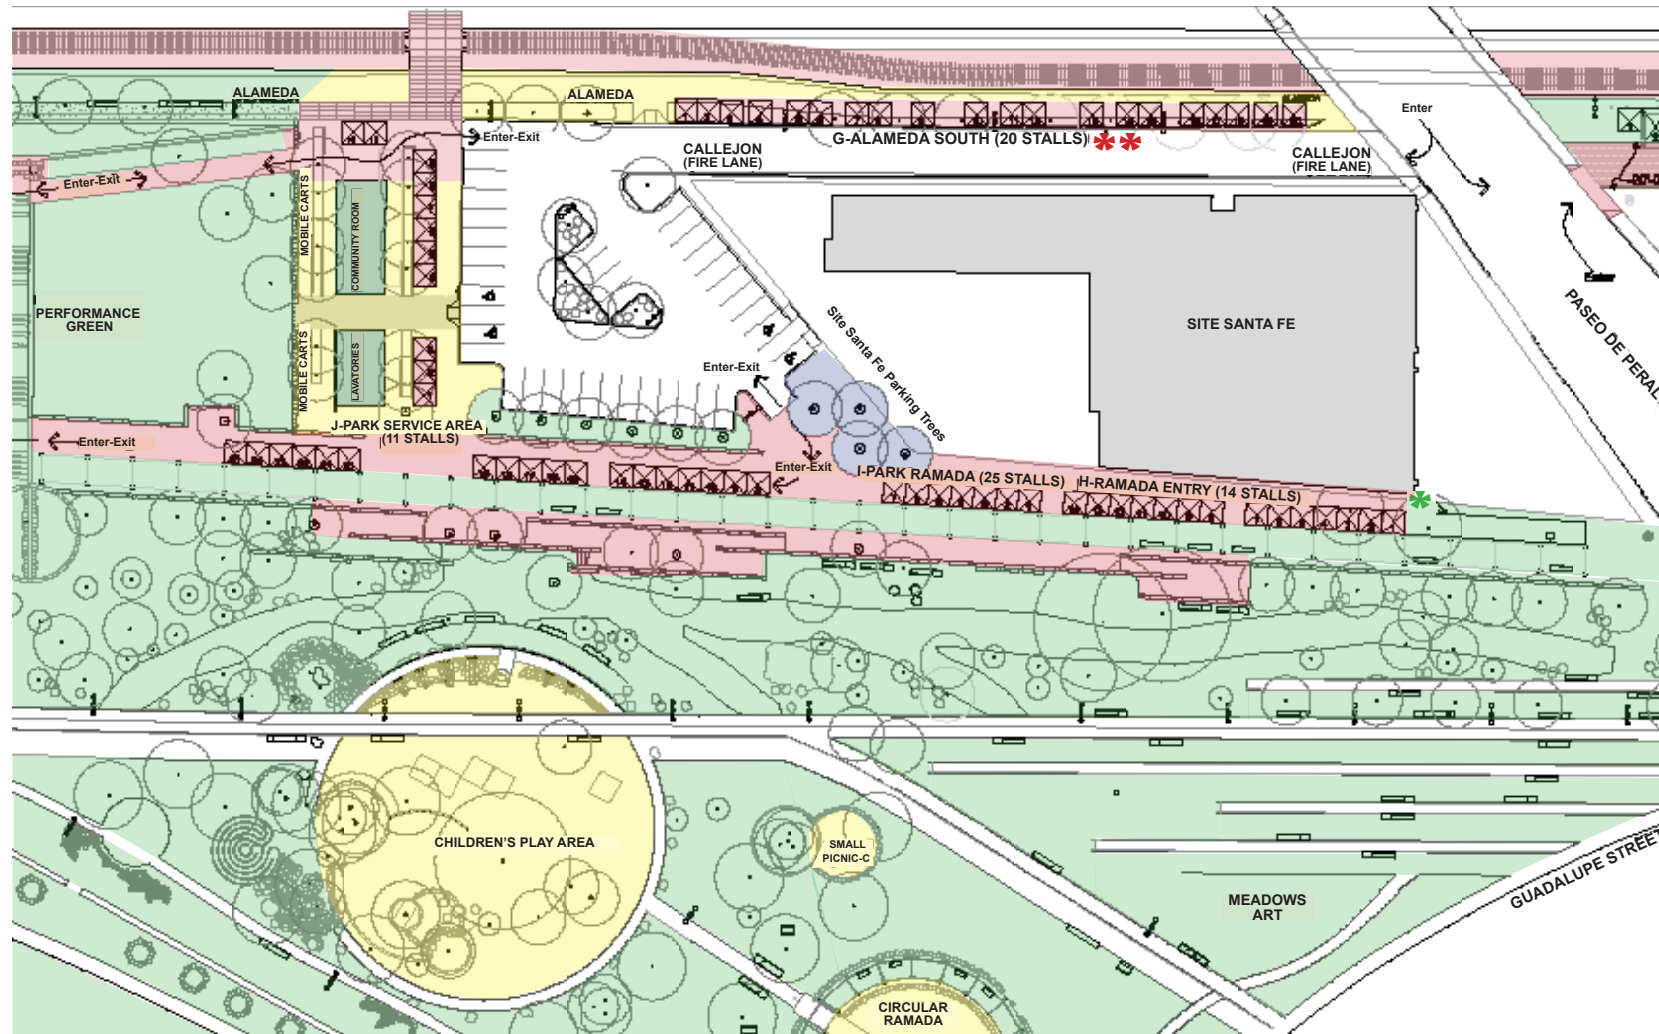 ALAMEDA
ALAMEDA
Enter
Enter-Exit
G-ALAMEDA SOUTH (20 STALLS)
CALLEJON
(FIRE LANE)
CALLEJON
(FIRE LANE)
Enter-Exit
MOBILE CARTS
COMMUNITY ROOM
Enter
PASEO DE PERAL
PERFORMANCE
GREEN
SITE SANTA FE
Site Santa Fe Parking Trees
MOBILE CARTS
LAVATORIES
Enter-Exit
J-PARK SERVICE AREA
(11 STALLS)
Enter-Exit
Enter-Exit
I-PARK RAMADA (25 STALLS)
H-RAMADA ENTRY (14 STALLS)
CHILDREN'S PLAY AREA
SMALL
PICNIC-C
GUADALUPE STREET
MEADOWS
ART
CIRCULAR
RAMADA